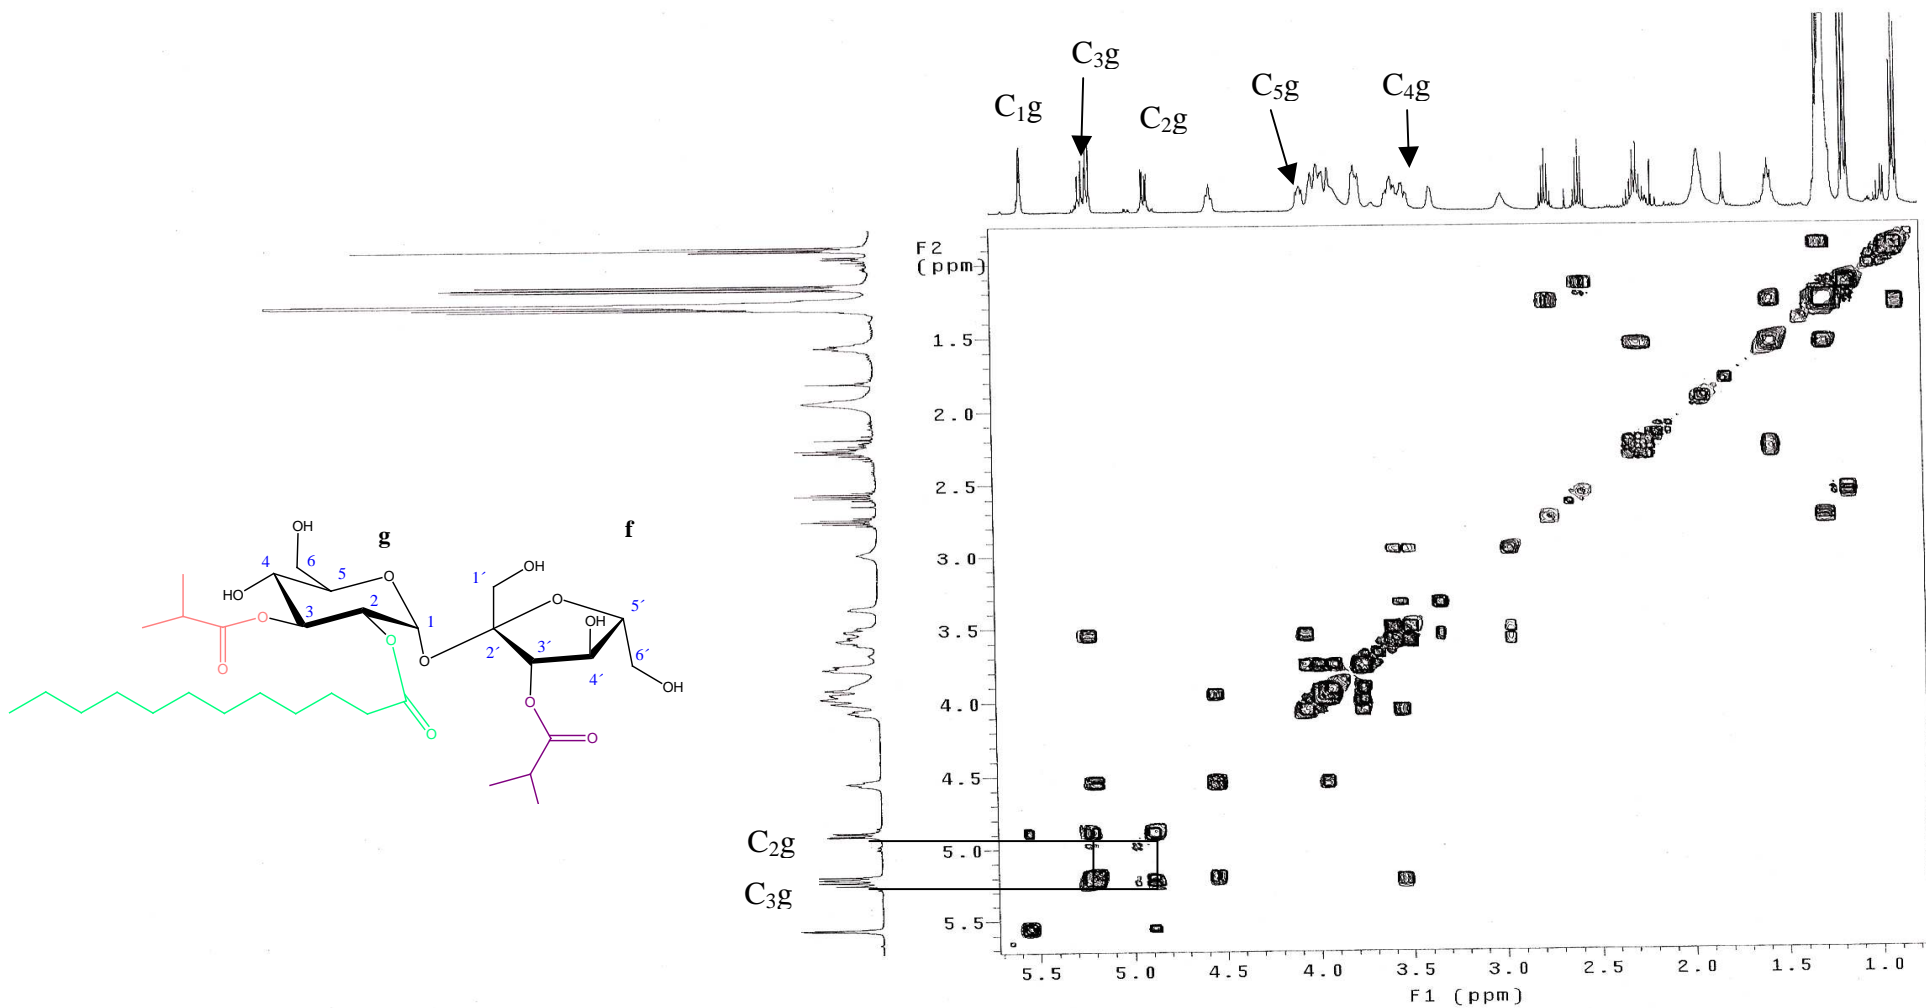 C₃g
C₁g
C₂g
C₅g
C₄g
F2
(ppm)
1.5
2.0
2.5
3.0
3.5
4.0
4.5
5.0
5.5
C₂g
C₃g
5.5 5.0 4.5 4.0 3.5 3.0 2.5 2.0 1.5 1.0
F1 (ppm)
OH
g
f
4
6
5
O
1´
OH
HO
2
O
5´
O
3
1
OH
O
2´
3´
6´
O
O
4´
OH
O
O
O
O